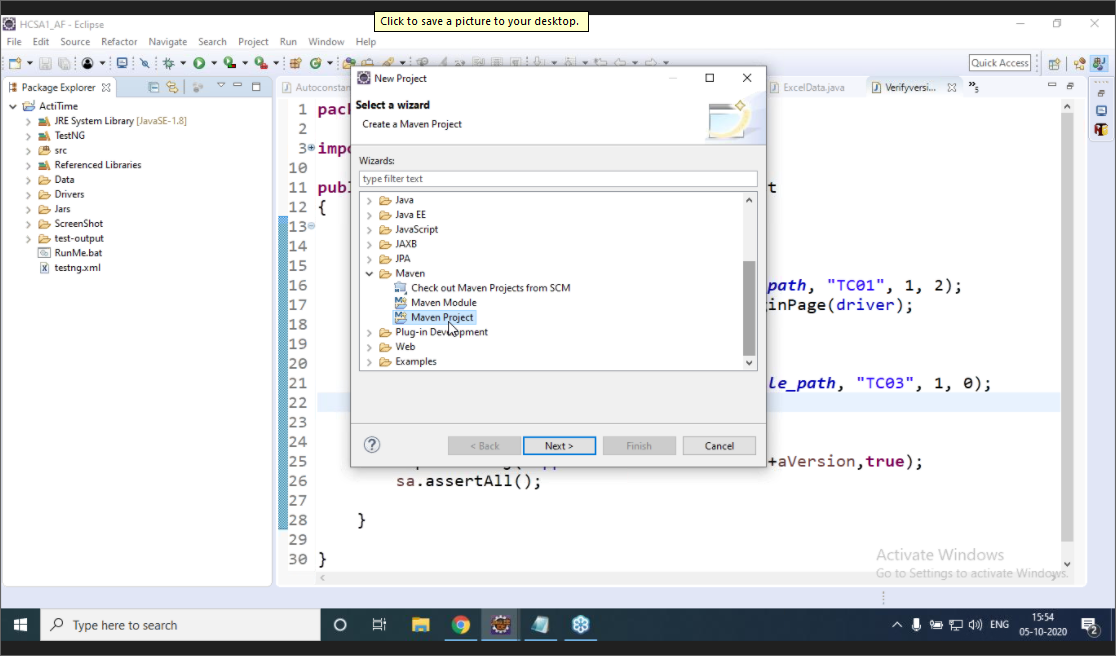 Click to save a picture to your desktop.
HCSA1_AF - Eclipse
File Edit Source Refactor Navigate Search Project Run Window Help
Quick Access
Package Explorer
ActiTime
JRE System Library [JavaSE-1.8]
TestNG
src
Referenced Libraries
Data
Drivers
Jars
ScreenShot
test-output
RunMe.bat
testng.xml
Autoconstan
ExcelData.java
Verifyversi...
»5
1 pac
2
3 impo
10
11 publ t
12 {
13
14
15
16 path, "TC01", 1, 2);
17 inPage(driver);
18
19
20
21 le_path, "TC03", 1, 0);
22
23
24
25 +aVersion,true);
26 sa.assertAll();
27
28 }
29
30 }
New Project
Select a wizard
Create a Maven Project
Wizards:
type filter text
Java
Java EE
JavaScript
JAXB
JPA
Maven
Check out Maven Projects from SCM
Maven Module
Maven Project
Plug-in Development
Web
Examples
?
< Back
Next >
Finish
Cancel
Activate Windows
Go to Settings to activate Windows.
Type here to search
ENG
15:54
05-10-2020
2